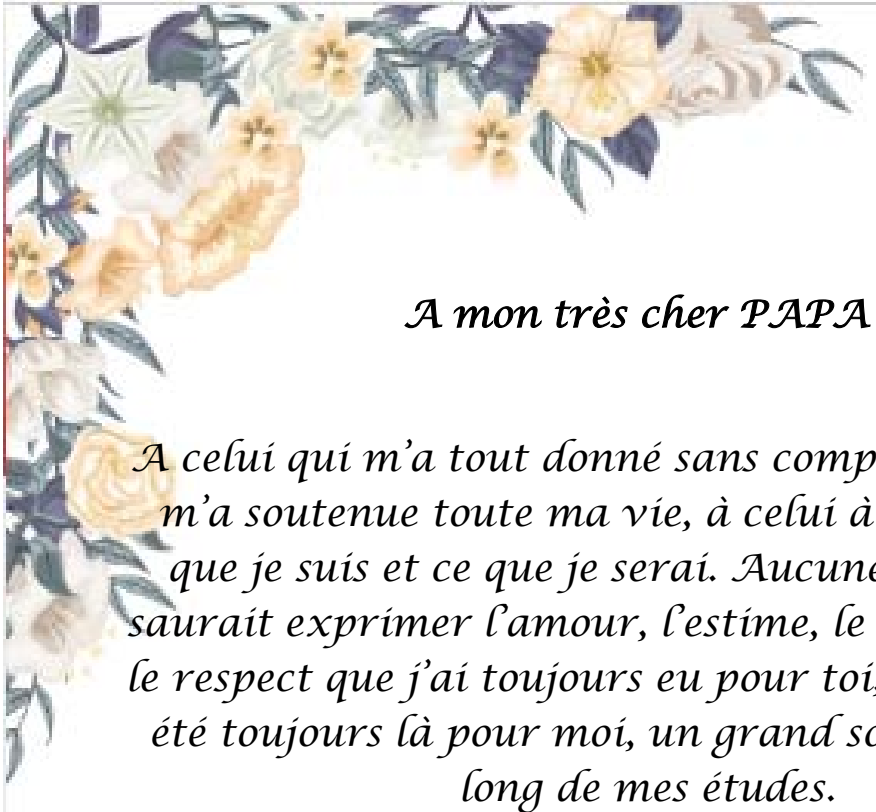 A mon très cher PAPA
A celui qui m’a tout donné sans
m’a soutenue toute ma vie, à celui à
que je suis et ce que je serai. Aucune
saurait exprimer l’amour, l’estime, le
le respect que j’ai toujours eu pour toi,
été toujours là pour moi, un grand
long de mes études.